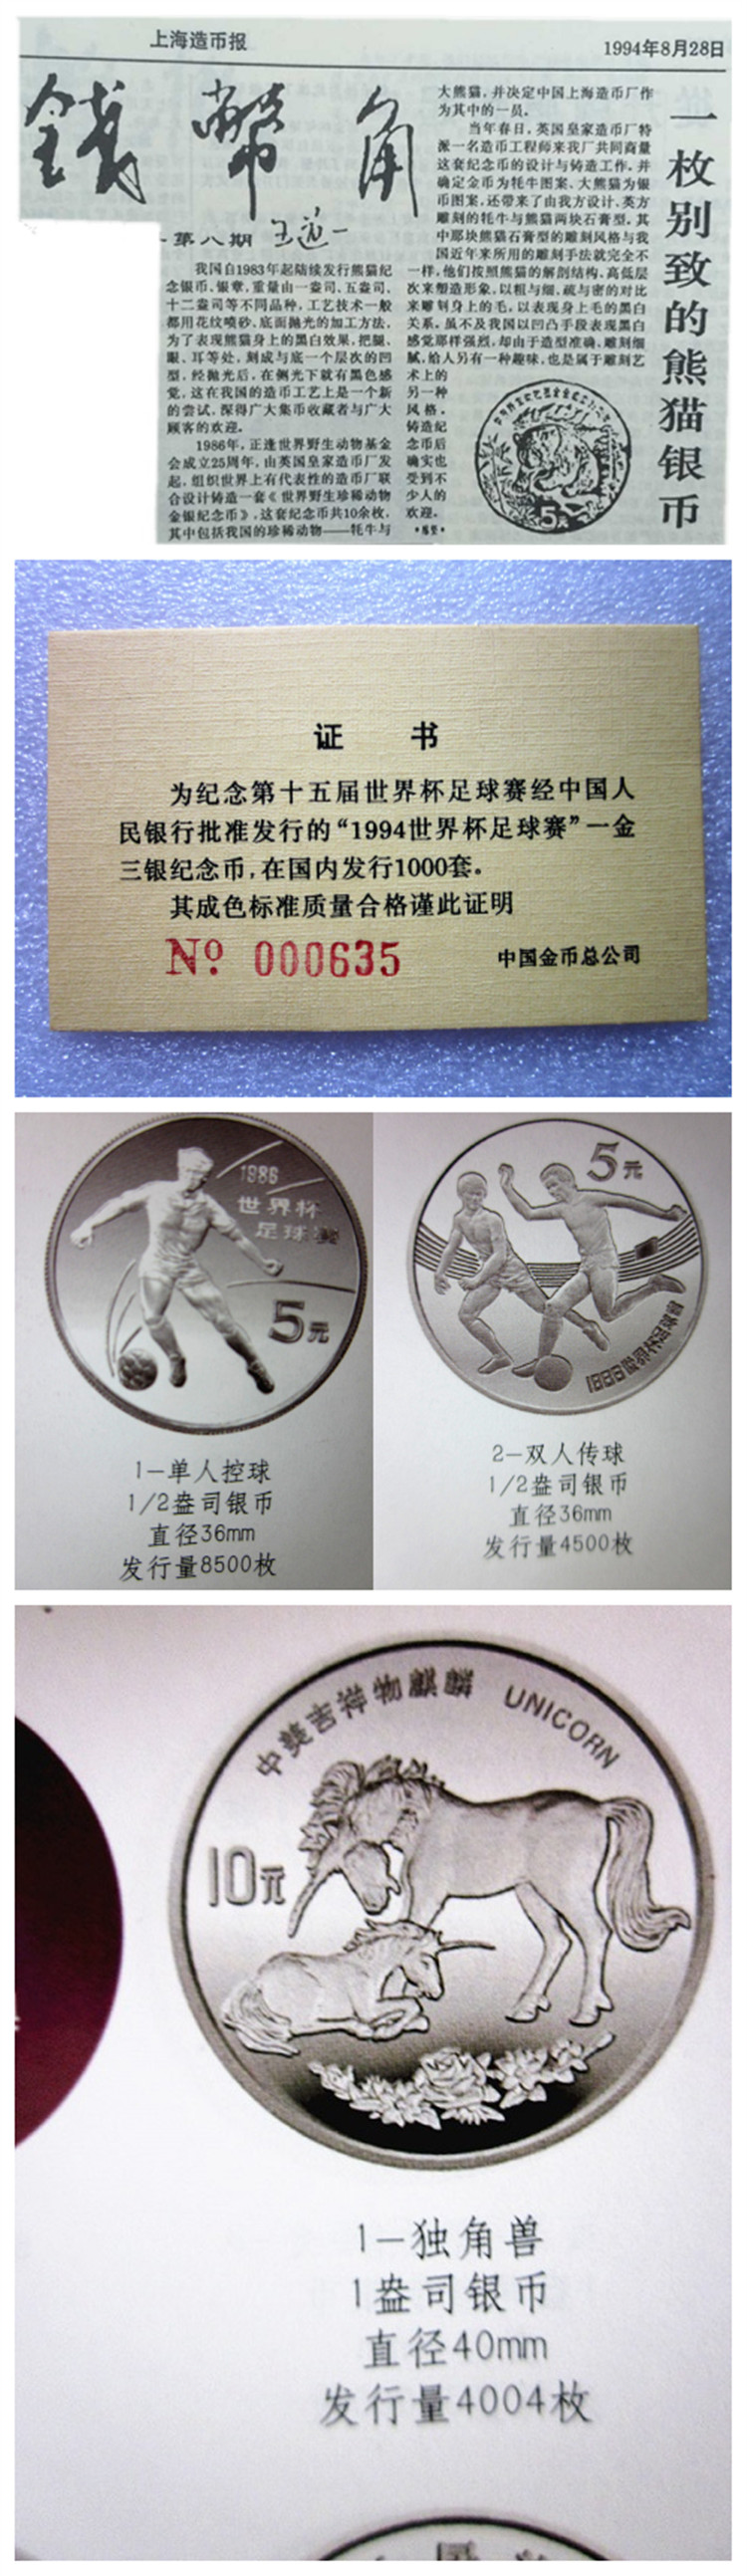 上海造币报
1994年8月28日
錢幣角
第八期
一枚别致的熊猫银币
我国自1983年起陆续发行熊猫纪
念银币、银章，重量由一盎司、五盎司、
十二盎司等不同品种，工艺技术一般
都用花纹喷砂，底面抛光的加工方法，
为了表现熊猫身上的黑白效果，把腿、
眼、耳等处，刻成与底一个层次的凹
型，经抛光后，在侧光下就有黑色感
觉，这在我国的造币工艺上是一个新
的尝试，深得广大集币收藏者与广大
顾客的欢迎。
1986年，正逢世界野生动物基金
会成立25周年，由英国皇家造币厂发
起，组织世界上有代表性的造币厂联
合设计铸造一套《世界野生珍稀动物
金银纪念币》，这套纪念币共10余枚，
其中包括我国的珍稀动物——牦牛与
大熊猫，并决定中国上海造币厂作
为其中的一员。
当年春日，英国皇家造币厂特
派一名造币工程师来我厂共同商量
这套纪念币的设计与铸造工作，并
确定金币为牦牛图案、大熊猫为银
币图案，还带来了由我方设计、英方
雕刻的牦牛与熊猫两块石膏型。其
中那块熊猫石膏型的雕刻风格与我
国近年来所用的雕刻手法就完全不
一样，他们按照熊猫的解剖结构、高低层
次来塑造形象，以粗与细、疏与密的对比
来雕刻身上的毛，以表现身上毛的黑白
关系。虽不及我国以凹凸手段表现黑白
感觉那样强烈，却由于造型准确、雕刻细
腻，给人另有一种趣味，也是属于雕刻艺
术上的
另一种
风格。
铸造纪
念币后
确实也
受到不
少人的
欢迎。
5元
证 书
为纪念第十五届世界杯足球赛经中国人
民银行批准发行的“1994世界杯足球赛”一金
三银纪念币，在国内发行1000套。
其成色标准质量合格谨此证明
№ 000635
中国金币总公司
1986
世界杯
足球赛
5元
1-单人控球
1/2盎司银币
直径36mm
发行量8500枚
5元
2-双人传球
1/2盎司银币
直径36mm
发行量4500枚
中美吉祥物麒麟 UNICORN
10元
1-独角兽
1盎司银币
直径40mm
发行量4004枚